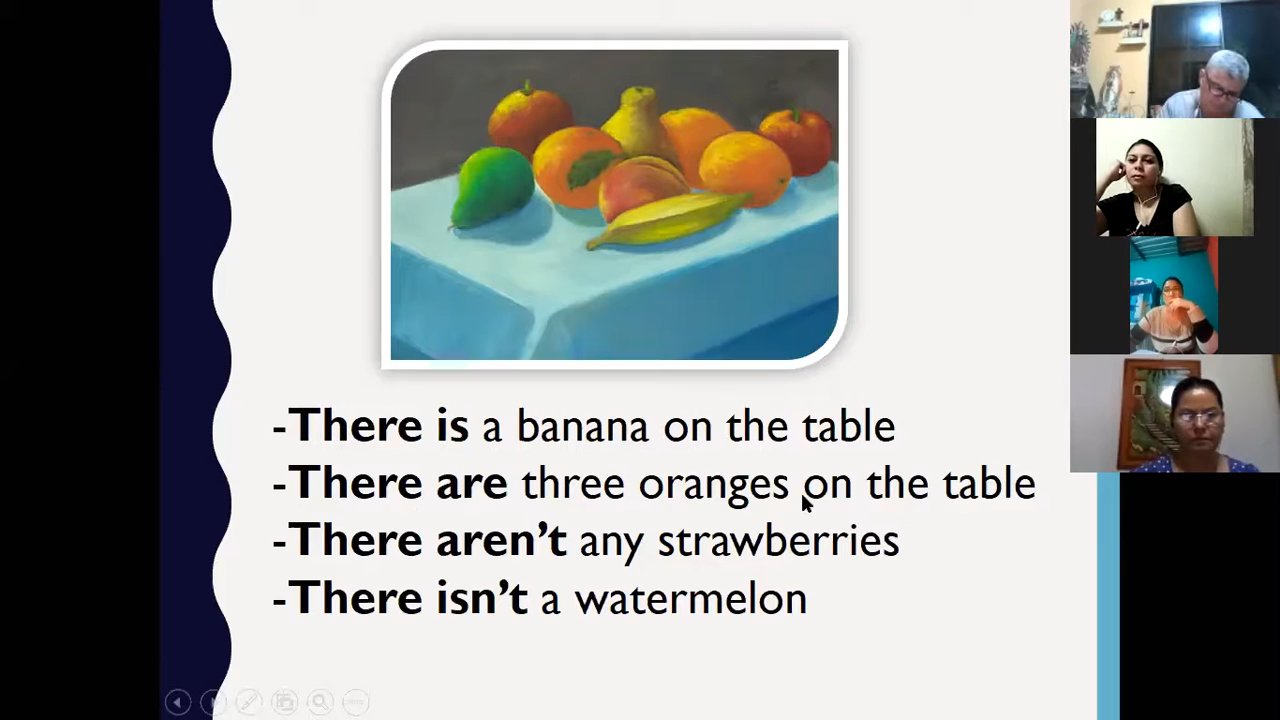 -There is a banana on the table
-There are three oranges on the table
-There aren’t any strawberries
-There isn’t a watermelon